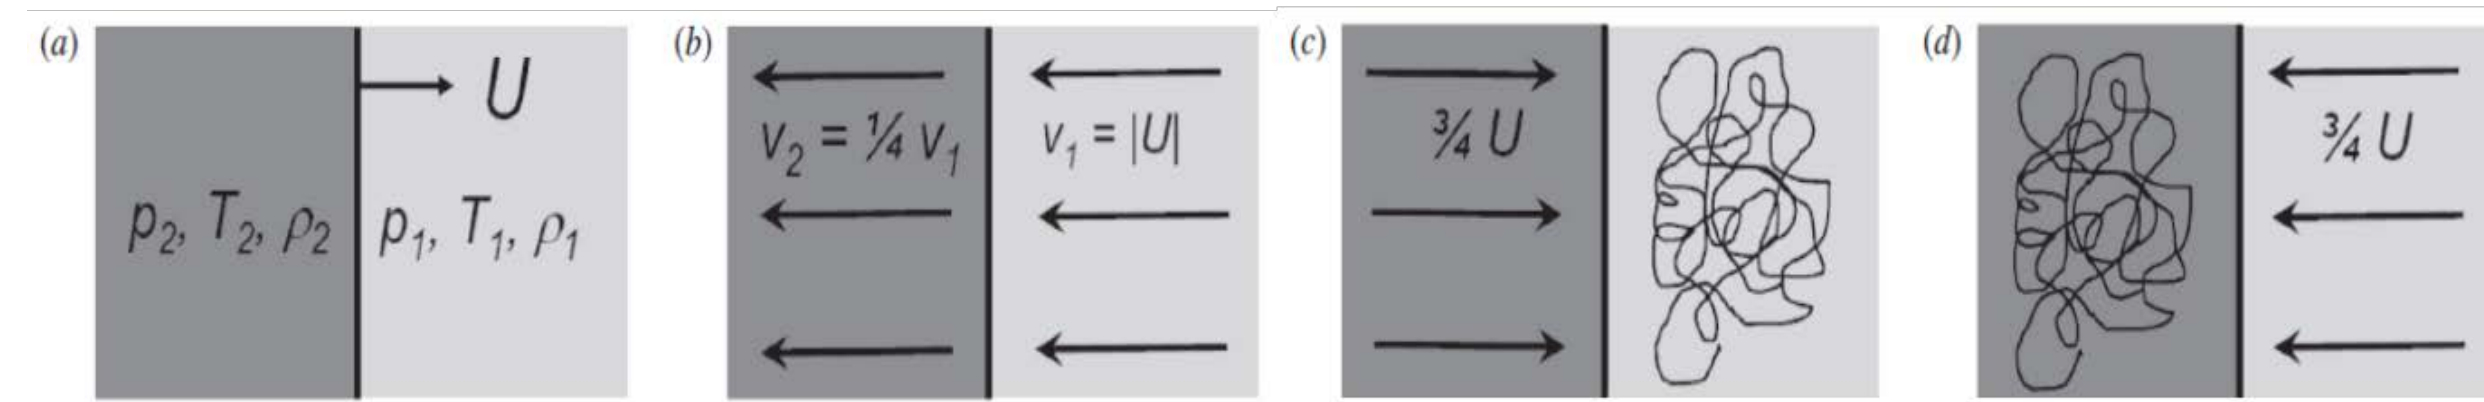 (a)
U
p₂, T₂, ρ₂
p₁, T₁, ρ₁
(b)
v₂ = ¼ v₁
v₁ = |U|
(c)
¾ U
(d)
¾ U